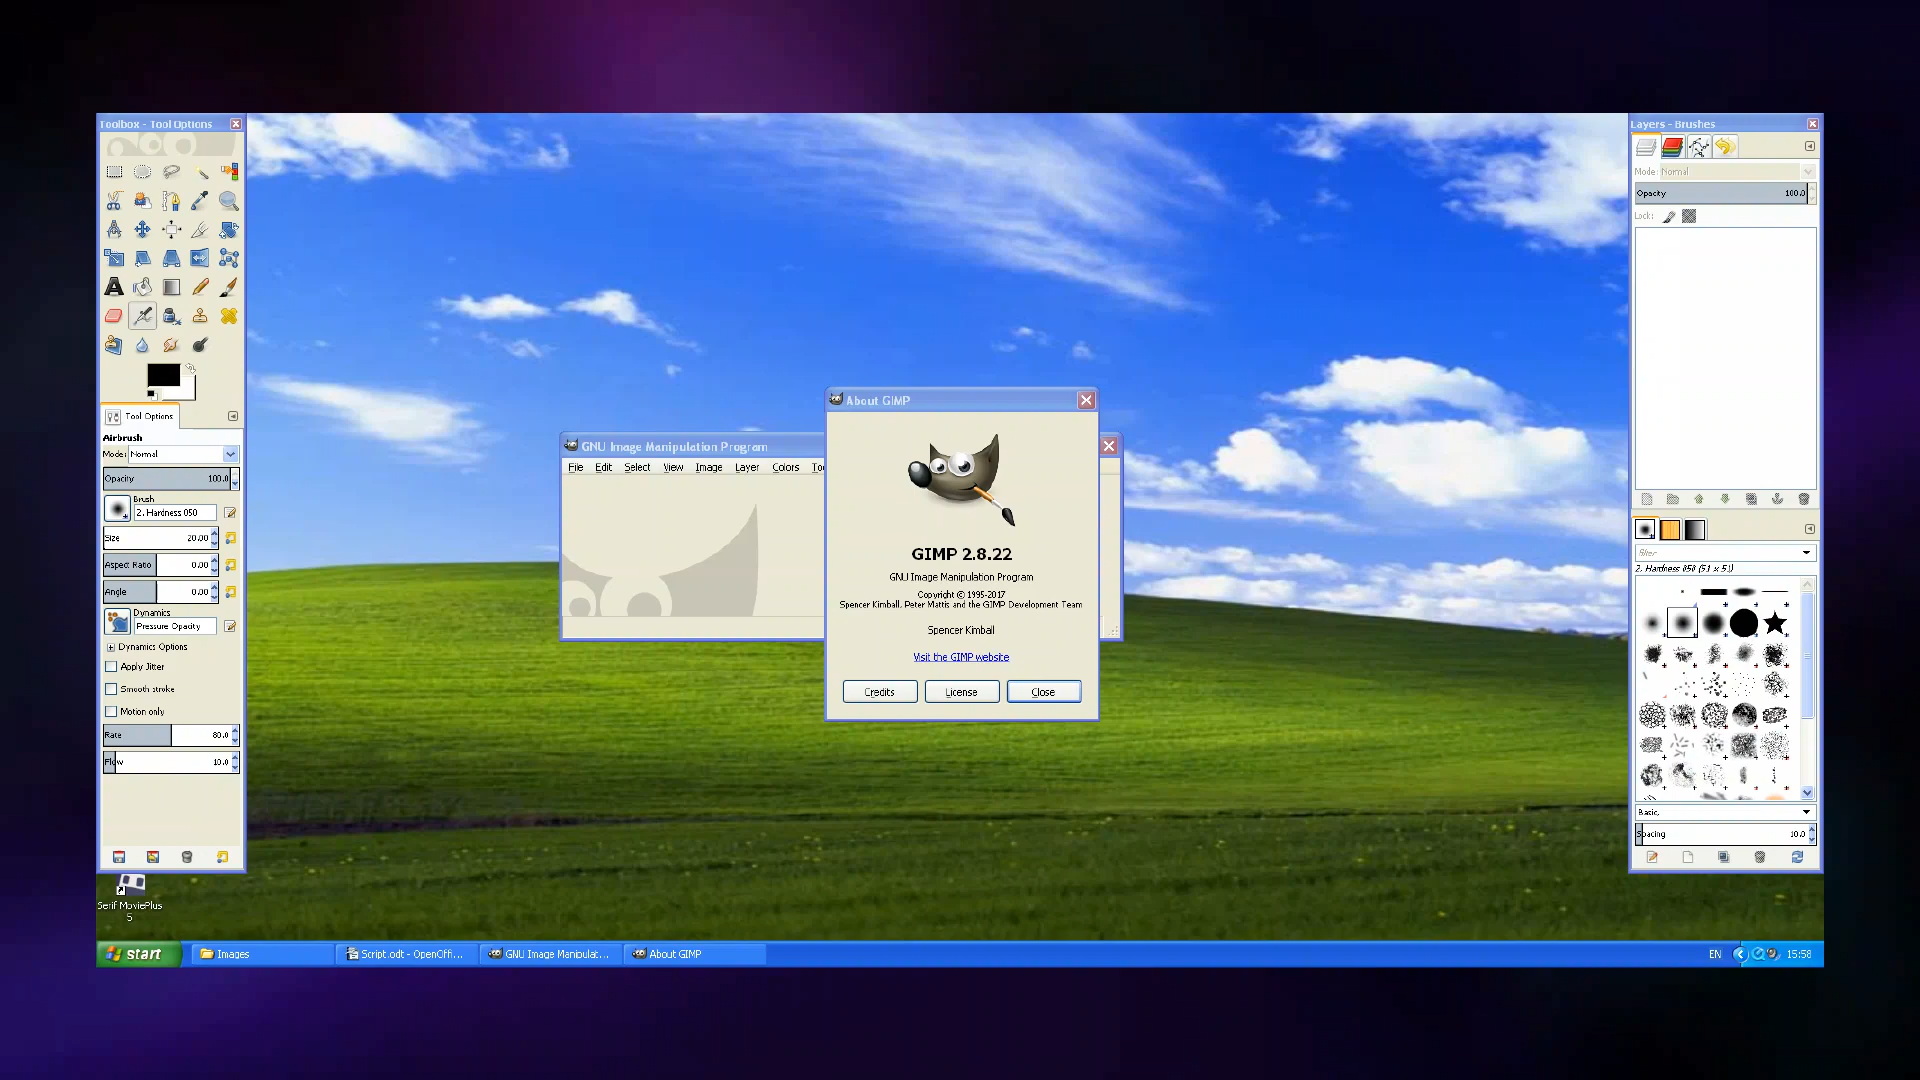 Toolbox - Tool Options
Tool Options
Airbrush
Mode: Normal
Opacity 100.0
Brush
2. Hardness 050
Size 20.00
Aspect Ratio 0.00
Angle 0.00
Dynamics
Pressure Opacity
Dynamics Options
Apply Jitter
Smooth stroke
Motion only
Rate 80.0
Flow 10.0
Serif MoviePlus
5
GNU Image Manipulation Program
File Edit Select View Image Layer Colors To
About GIMP
GIMP 2.8.22
GNU Image Manipulation Program
Copyright © 1995-2017
Spencer Kimball, Peter Mattis and the GIMP Development Team
Spencer Kimball
Visit the GIMP website
Credits License Close
Layers - Brushes
Mode: Normal
Opacity 100.0
Lock:
filter
2. Hardness 050 (51 x 51)
Basic,
Spacing 10.0
start Images Script.odt - OpenOffi... GNU Image Manipulat... About GIMP EN 15:58